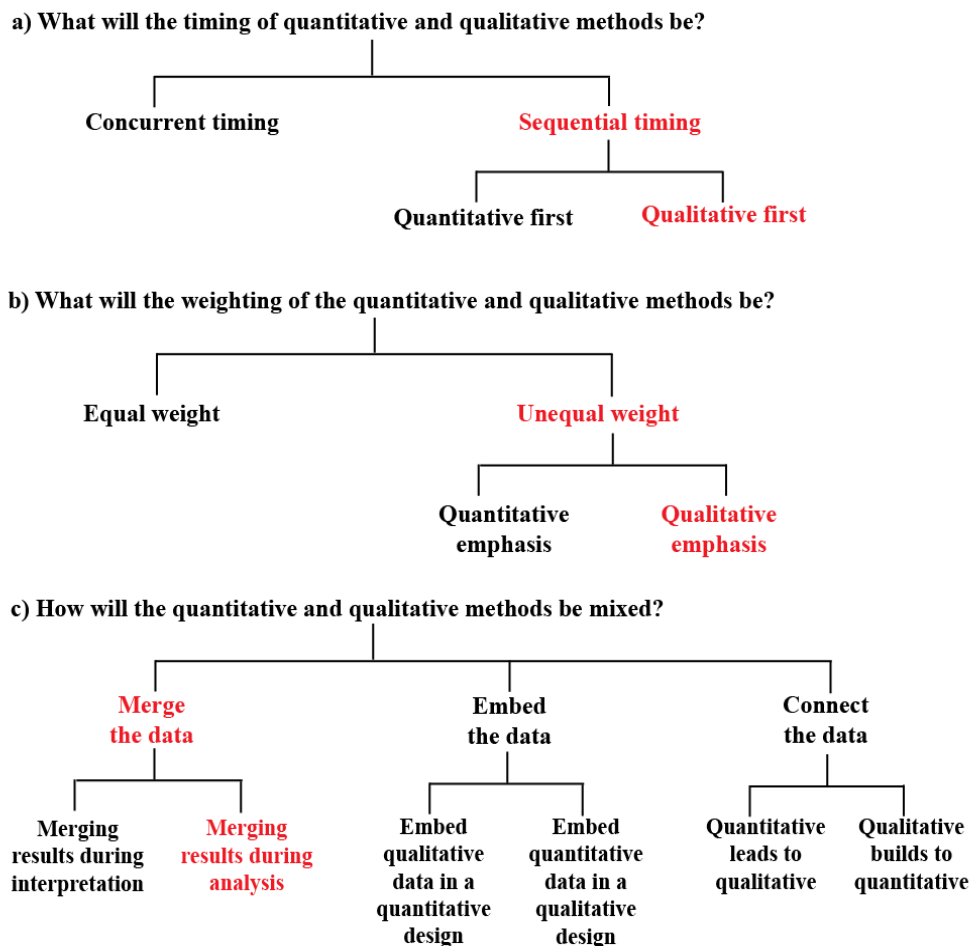 a) What will the timing of quantitative and qualitative methods be?
Concurrent timing
Sequential timing
Quantitative first
Qualitative first
b) What will the weighting of the quantitative and qualitative methods be?
Equal weight
Unequal weight
Quantitative
emphasis
Qualitative
emphasis
c) How will the quantitative and qualitative methods be mixed?
Merge
the data
Embed
the data
Connect
the data
Merging
results during
interpretation
Merging
results during
analysis
Embed
qualitative
data in a
quantitative
design
Embed
quantitative
data in a
qualitative
design
Quantitative
leads to
qualitative
Qualitative
builds to
quantitative